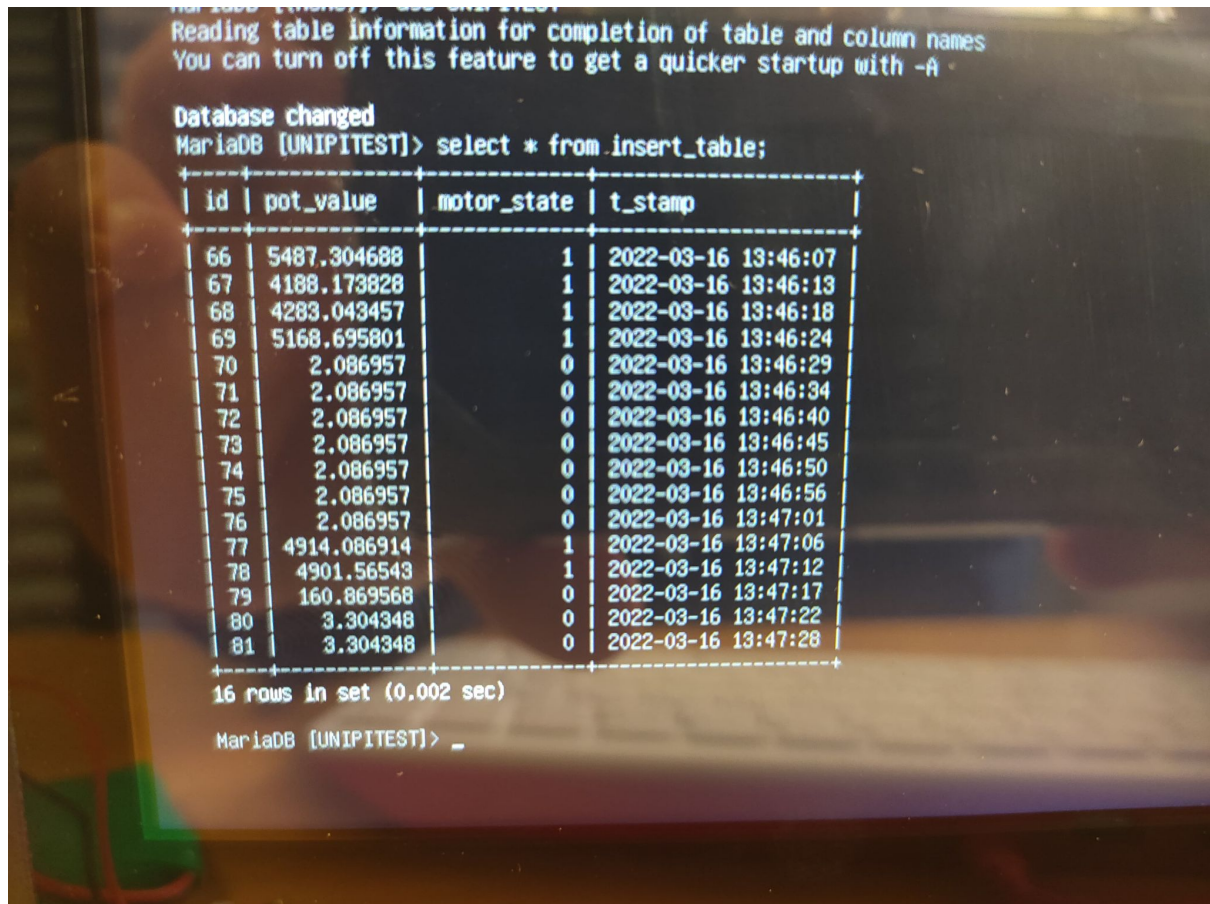 MariaDB [(none)]> use UNIPITEST
Reading table information for completion of table and column names
You can turn off this feature to get a quicker startup with -A
Database changed
MariaDB [UNIPITEST]> select * from insert_table;
+----+-------------+-------------+---------------------+
| id | pot_value | motor_state | t_stamp |
+----+-------------+-------------+---------------------+
| 66 | 5487.304688 | 1 | 2022-03-16 13:46:07 |
| 67 | 4188.173828 | 1 | 2022-03-16 13:46:13 |
| 68 | 4283.043457 | 1 | 2022-03-16 13:46:18 |
| 69 | 5168.695801 | 1 | 2022-03-16 13:46:24 |
| 70 | 2.086957 | 0 | 2022-03-16 13:46:29 |
| 71 | 2.086957 | 0 | 2022-03-16 13:46:34 |
| 72 | 2.086957 | 0 | 2022-03-16 13:46:40 |
| 73 | 2.086957 | 0 | 2022-03-16 13:46:45 |
| 74 | 2.086957 | 0 | 2022-03-16 13:46:50 |
| 75 | 2.086957 | 0 | 2022-03-16 13:46:56 |
| 76 | 2.086957 | 0 | 2022-03-16 13:47:01 |
| 77 | 4914.086914 | 1 | 2022-03-16 13:47:06 |
| 78 | 4901.56543 | 1 | 2022-03-16 13:47:12 |
| 79 | 160.869568 | 0 | 2022-03-16 13:47:17 |
| 80 | 3.304348 | 0 | 2022-03-16 13:47:22 |
| 81 | 3.304348 | 0 | 2022-03-16 13:47:28 |
+----+-------------+-------------+---------------------+
16 rows in set (0.002 sec)
MariaDB [UNIPITEST]> _